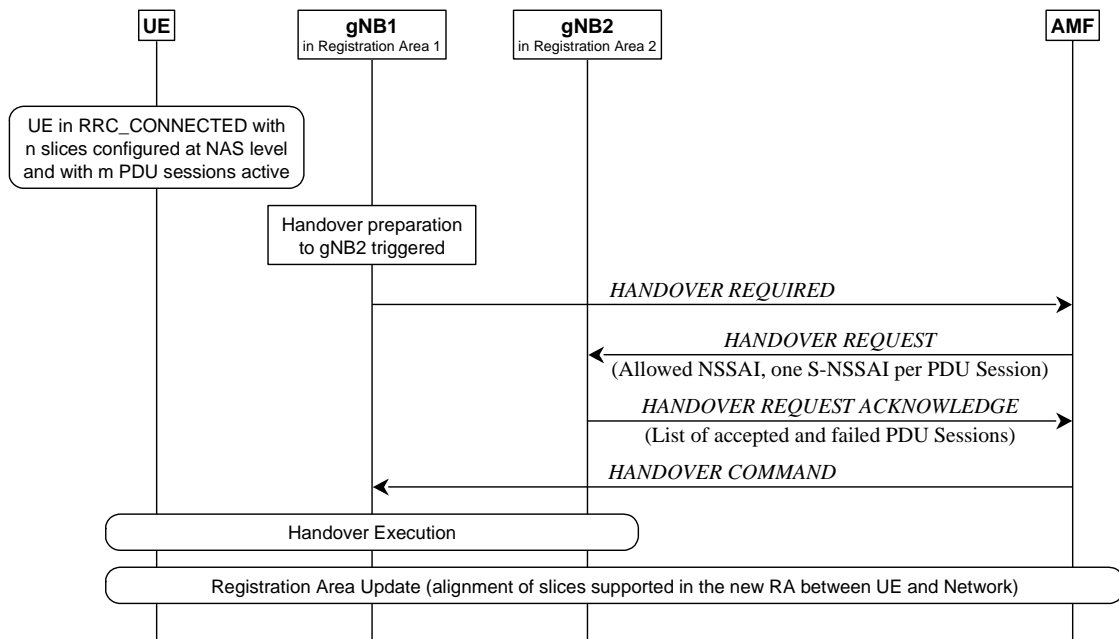 UE
gNB1
in Registration Area 1
gNB2
in Registration Area 2
AMF
UE in RRC_CONNECTED with
n slices configured at NAS level
and with m PDU sessions active
Handover preparation
to gNB2 triggered
HANDOVER REQUIRED
HANDOVER REQUEST
(Allowed NSSAI, one S-NSSAI per PDU Session)
HANDOVER REQUEST ACKNOWLEDGE
(List of accepted and failed PDU Sessions)
HANDOVER COMMAND
Handover Execution
Registration Area Update (alignment of slices supported in the new RA between UE and Network)